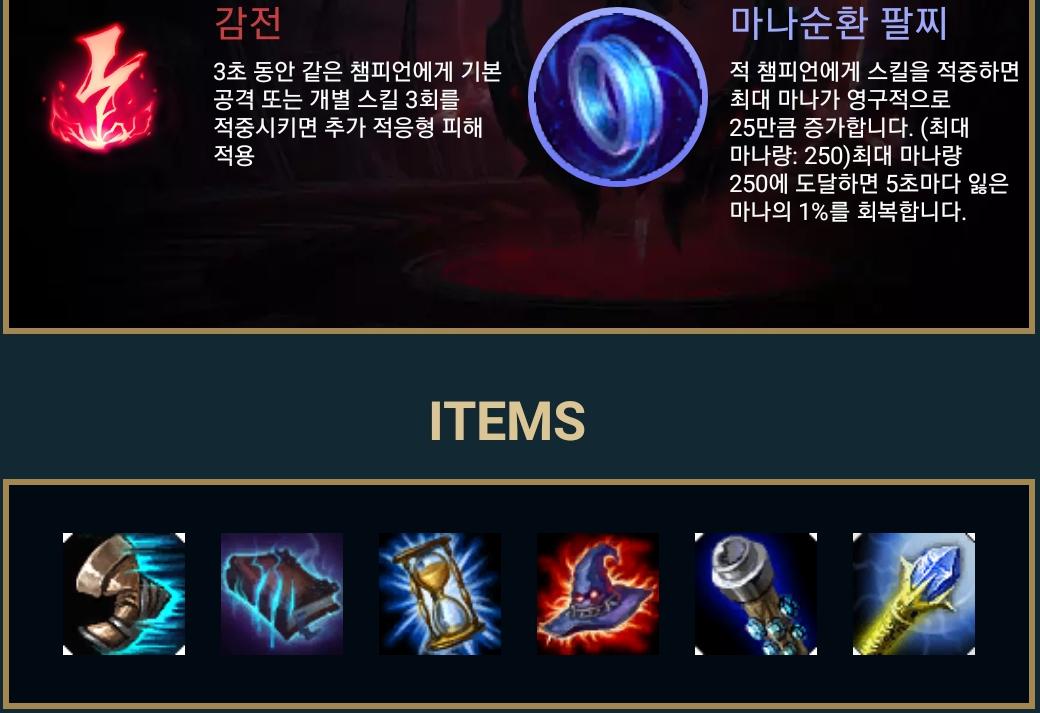 감전
3초 동안 같은 챔피언에게 기본
공격 또는 개별 스킬 3회를
적중시키면 추가 적응형 피해
적용
마나순환 팔찌
적 챔피언에게 스킬을 적중하면
최대 마나가 영구적으로
25만큼 증가합니다. (최대
마나량: 250)최대 마나량
250에 도달하면 5초마다 잃은
마나의 1%를 회복합니다.
ITEMS